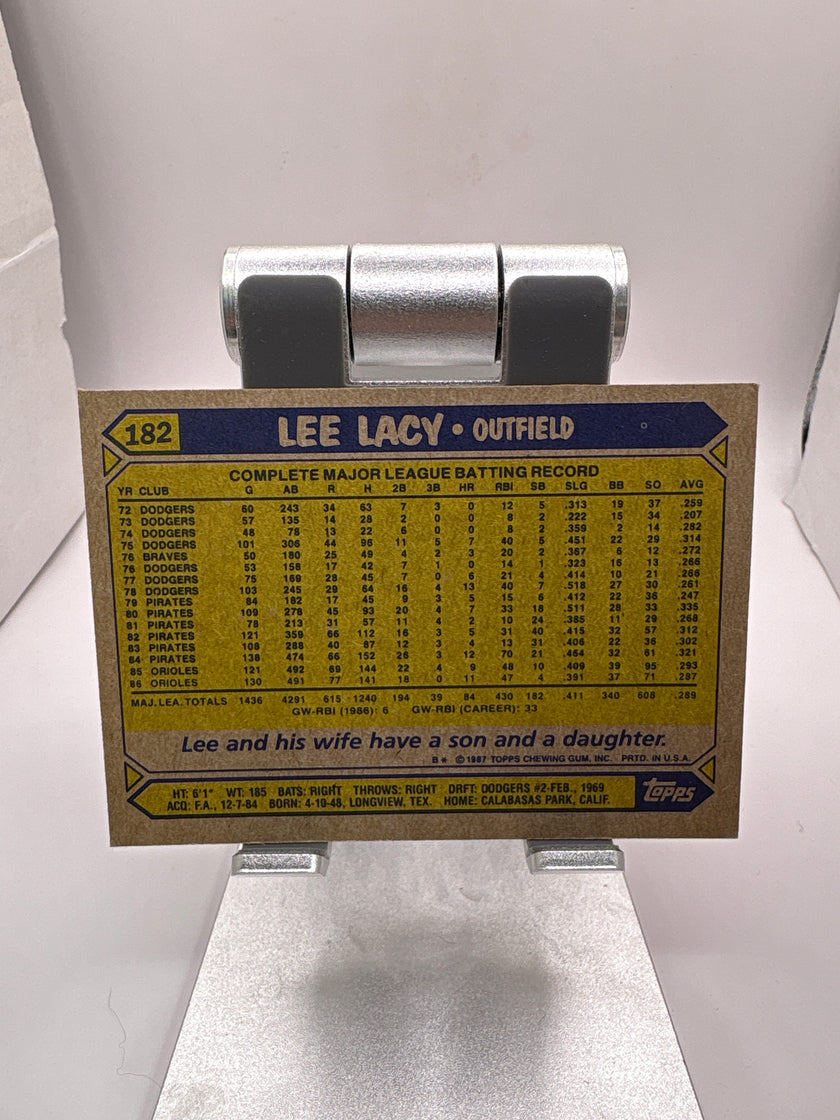 182 LEE LACY • OUTFIELD
COMPLETE MAJOR LEAGUE BATTING RECORD
YR CLUB G AB R H 2B 3B HR RBI SB SLG BB SO AVG
72 DODGERS 60 243 34 63 7 3 0 12 5 .313 19 37 .259
73 DODGERS 57 135 14 28 2 0 0 8 2 .222 15 34 .207
74 DODGERS 48 78 13 22 6 0 0 8 2 .359 2 14 .282
75 DODGERS 101 306 44 96 11 5 7 40 5 .451 22 29 .314
76 BRAVES 50 180 25 49 4 2 3 20 2 .367 6 12 .272
76 DODGERS 53 158 17 42 7 1 0 14 1 .323 16 13 .266
77 DODGERS 75 169 28 45 7 0 6 21 4 .414 10 21 .266
78 DODGERS 103 245 29 64 16 4 13 40 7 .518 27 30 .261
79 PIRATES 84 182 17 45 9 3 5 15 6 .412 22 36 .247
80 PIRATES 109 278 45 93 20 4 7 33 18 .511 28 33 .335
81 PIRATES 78 213 31 57 11 4 2 10 24 .385 11 29 .268
82 PIRATES 121 359 66 112 16 3 5 31 40 .415 32 57 .312
83 PIRATES 108 288 40 87 12 3 4 13 31 .406 22 36 .302
84 PIRATES 138 474 66 152 26 3 12 70 21 .464 32 61 .321
85 ORIOLES 121 492 69 144 22 4 9 48 10 .409 39 95 .293
86 ORIOLES 130 491 77 141 18 0 11 47 4 .391 37 71 .287
MAJ. LEA. TOTALS 1436 4291 615 1240 194 39 84 430 182 .411 340 608 .289
GW-RBI (1986): 6 GW-RBI (CAREER): 33
Lee and his wife have a son and a daughter.
B* © 1987 TOPPS CHEWING GUM, INC. PRTD. IN U.S.A.
HT: 6'1" WT: 185 BATS: RIGHT THROWS: RIGHT DRFT: DODGERS #2-FEB., 1969
ACQ: F.A., 12-7-84 BORN: 4-10-48, LONGVIEW, TEX. HOME: CALABASAS PARK, CALIF.
Topps